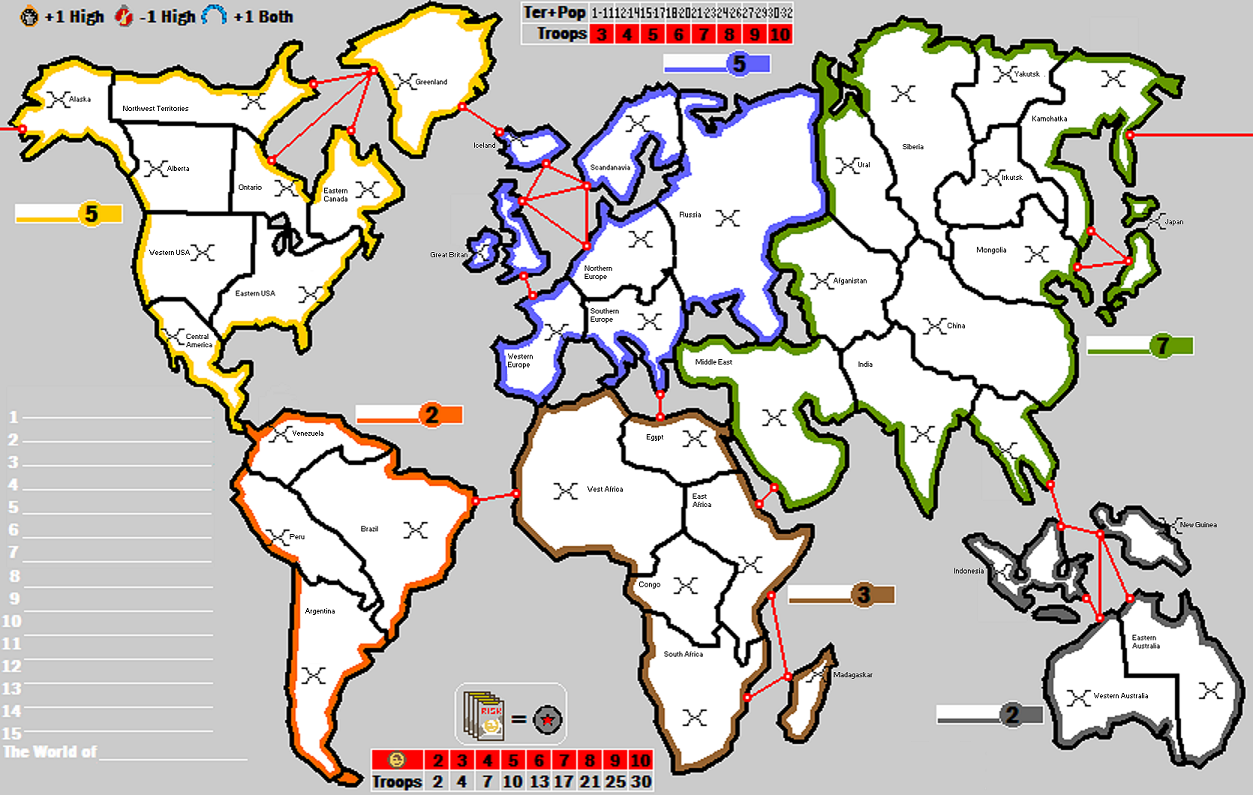 +1 High -1 High +1 Both
Ter+Pop 1-11 12-14 15-17 18-20 21-23 24-26 27-29 30-32
Troops 3 4 5 6 7 8 9 10
5
Greenland
Alaska
Northwest Territories
Yakutsk
Kamchatka
Iceland
Siberia
Scandanavia
Ural
Alberta
Ontario
Eastern
Canada
Irkutsk
5
Russia
Japan
Western USA
Great Britan
Mongolia
Northern
Europe
Afganistan
Eastern USA
Southern
Europe
China
Central
America
7
Western
Europe
Middle East
India
2
Venezuela
Egypt
West Africa
East
Africa
Brazil
Peru
New Guinea
Indonesia
Congo
3
Argentina
Eastern
Australia
South Africa
Madagaskar
Western Australia
2
1
2
3
4
5
6
7
8
9
10
11
12
13
14
15
The World of
RISK
=
2 3 4 5 6 7 8 9 10
Troops 2 4 7 10 13 17 21 25 30